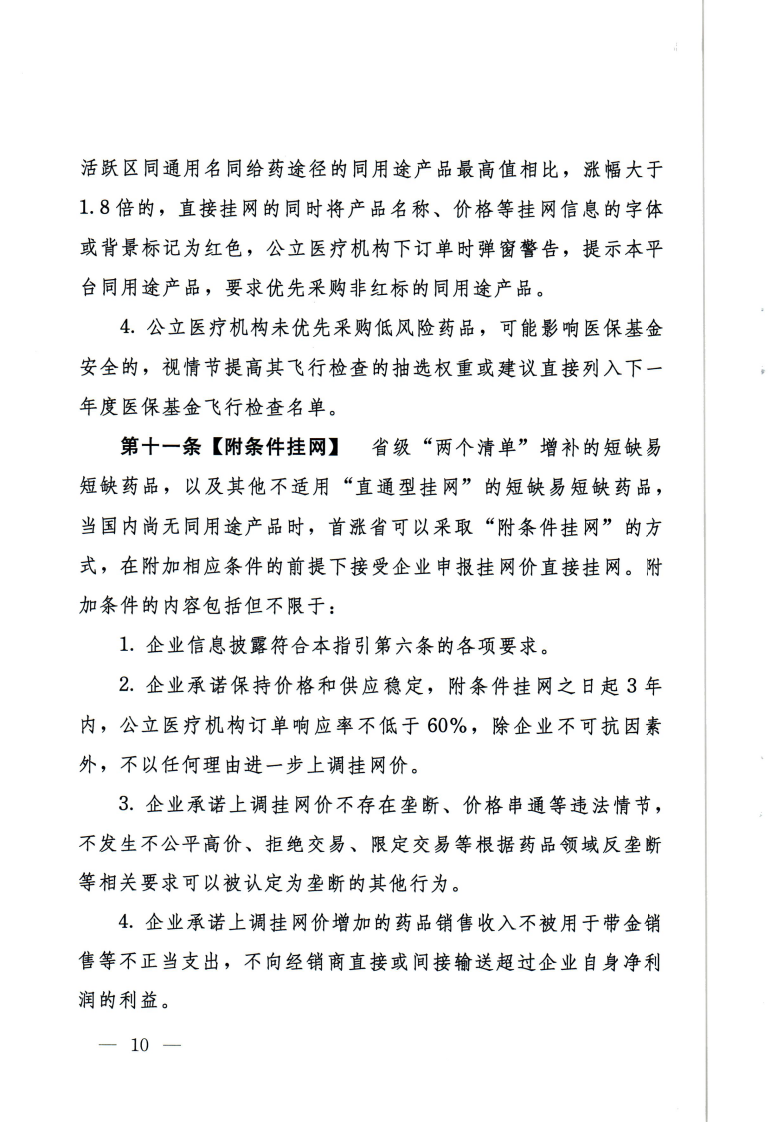 活跃区同通用名同给药途径的同用途产品最高值相比，涨幅大于
1.8倍的，直接挂网的同时将产品名称、价格等挂网信息的字体
或背景标记为红色，公立医疗机构下订单时弹窗警告，提示本平
台同用途产品，要求优先采购非红标的同用途产品。
4. 公立医疗机构未优先采购低风险药品，可能影响医保基金
安全的，视情节提高其飞行检查的抽选权重或建议直接列入下一
年度医保基金飞行检查名单。
第十一条【附条件挂网】 省级“两个清单”增补的短缺易
短缺药品，以及其他不适用“直通型挂网”的短缺易短缺药品，
当国内尚无同用途产品时，首涨省可以采取“附条件挂网”的方
式，在附加相应条件的前提下接受企业申报挂网价直接挂网。附
加条件的内容包括但不限于：
1. 企业信息披露符合本指引第六条的各项要求。
2. 企业承诺保持价格和供应稳定，附条件挂网之日起3年
内，公立医疗机构订单响应率不低于60%，除企业不可抗因素
外，不以任何理由进一步上调挂网价。
3. 企业承诺上调挂网价不存在垄断、价格串通等违法情节，
不发生不公平高价、拒绝交易、限定交易等根据药品领域反垄断
等相关要求可以被认定为垄断的其他行为。
4. 企业承诺上调挂网价增加的药品销售收入不被用于带金销
售等不正当支出，不向经销商直接或间接输送超过企业自身净利
润的利益。
— 10 —